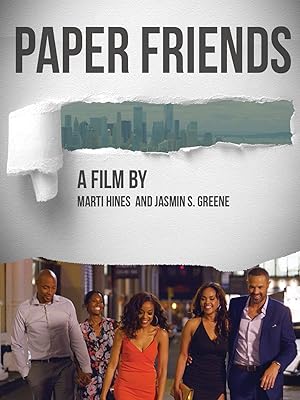 PAPER FRIENDS
A FILM BY
MARTI HINES AND JASMIN S. GREENE